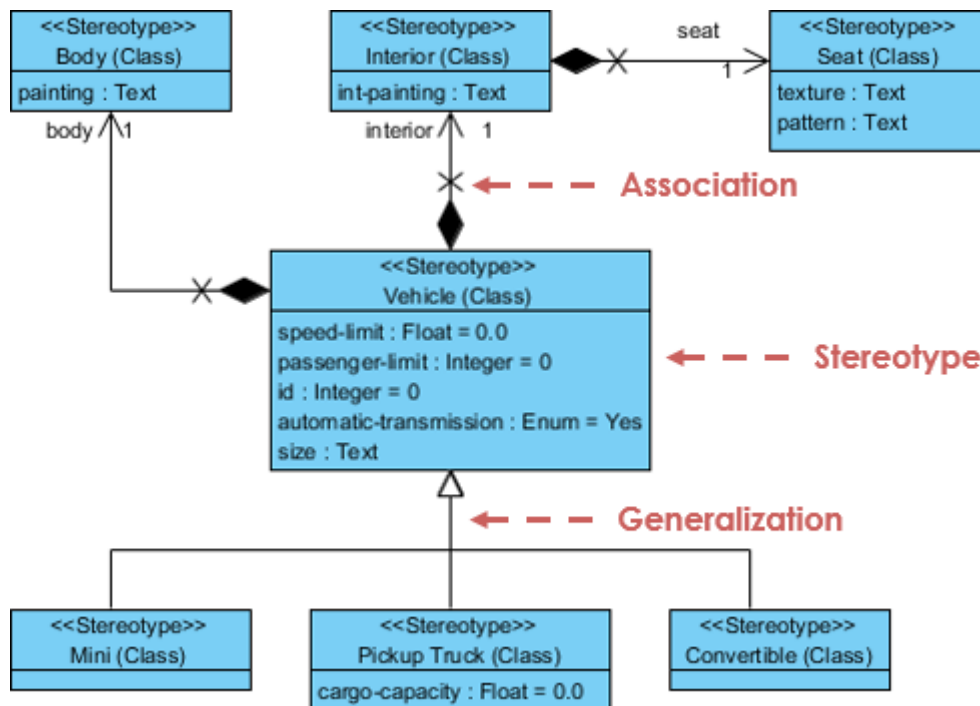 <<Stereotype>>
Body (Class)
painting : Text
<<Stereotype>>
Interior (Class)
int-painting : Text
seat
1
<<Stereotype>>
Seat (Class)
texture : Text
pattern : Text
body
1
interior
1
Association
<<Stereotype>>
Vehicle (Class)
speed-limit : Float = 0.0
passenger-limit : Integer = 0
id : Integer = 0
automatic-transmission : Enum = Yes
size : Text
Stereotype
Generalization
<<Stereotype>>
Mini (Class)
<<Stereotype>>
Pickup Truck (Class)
cargo-capacity : Float = 0.0
<<Stereotype>>
Convertible (Class)